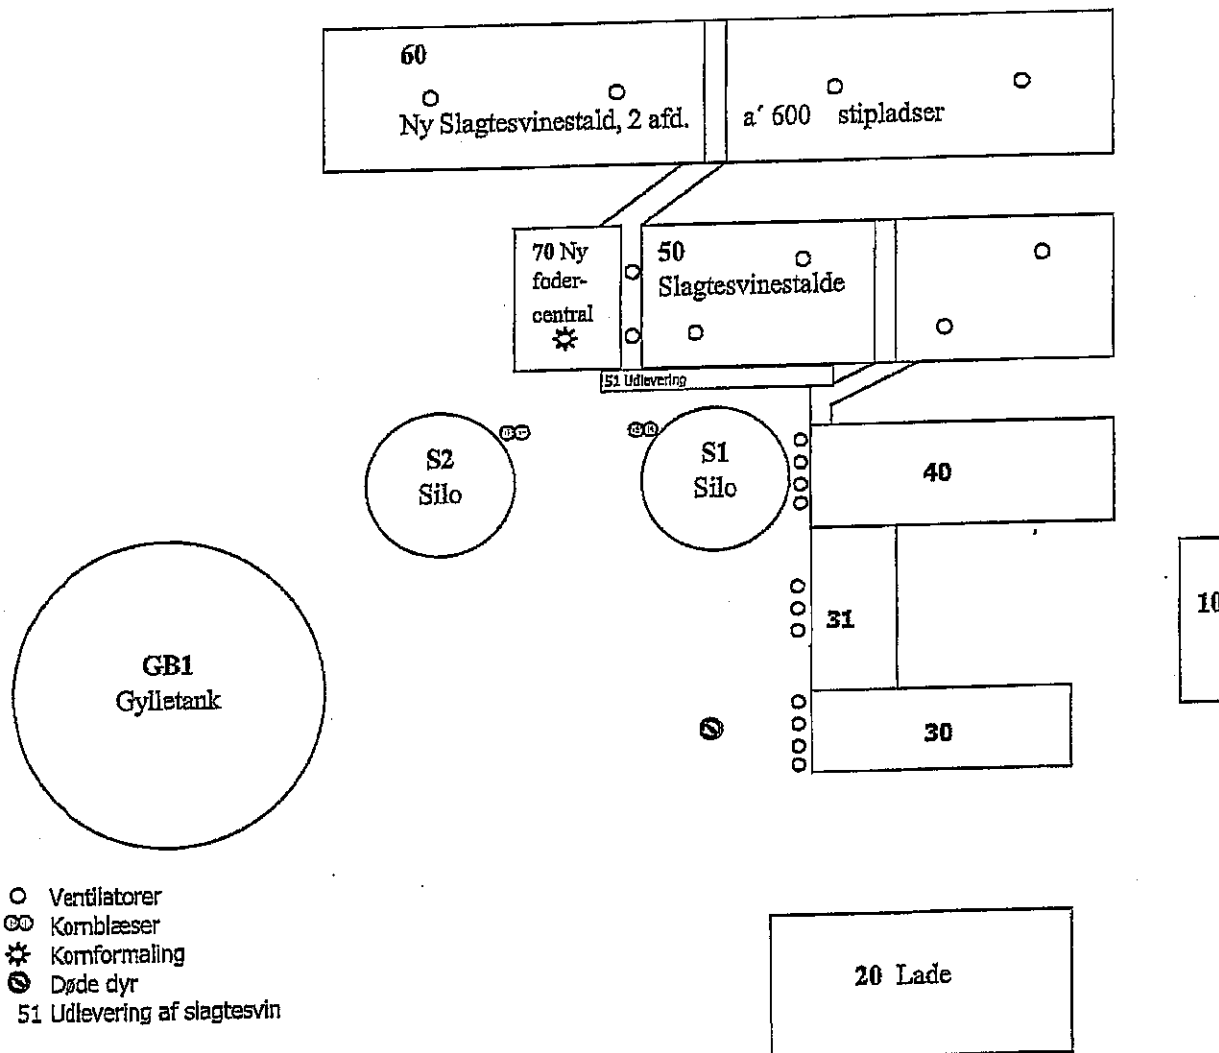 60
Ny Slagtesvinestald, 2 afd.
a´ 600 stipladser
70 Ny
foder-
central
50
Slagtesvinestalde
51 Udlevering
S2
Silo
S1
Silo
40
31
10
GB1
Gylletank
30
20 Lade
Ventilatorer
Kornblæser
Kornformaling
Døde dyr
51 Udlevering af slagtesvin